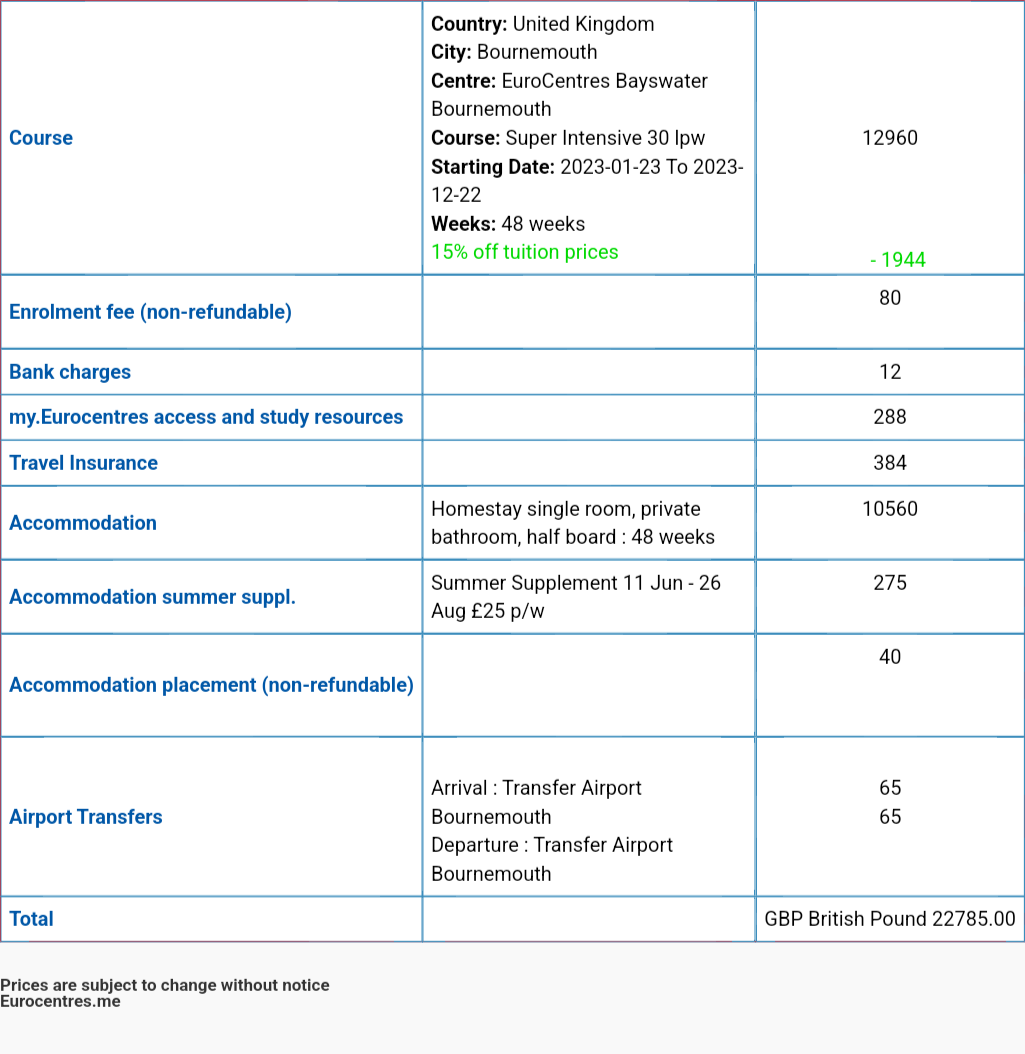 Course
Country: United Kingdom
City: Bournemouth
Centre: EuroCentres Bayswater
Bournemouth
Course: Super Intensive 30 lpw
Starting Date: 2023-01-23 To 2023-
12-22
Weeks: 48 weeks
15% off tuition prices
12960
- 1944
Enrolment fee (non-refundable)
80
Bank charges
12
my.Eurocentres access and study resources
288
Travel Insurance
384
Accommodation
Homestay single room, private
bathroom, half board : 48 weeks
10560
Accommodation summer suppl.
Summer Supplement 11 Jun - 26
Aug £25 p/w
275
Accommodation placement (non-refundable)
40
Airport Transfers
Arrival : Transfer Airport
Bournemouth
Departure : Transfer Airport
Bournemouth
65
65
Total
GBP British Pound 22785.00
Prices are subject to change without notice
Eurocentres.me